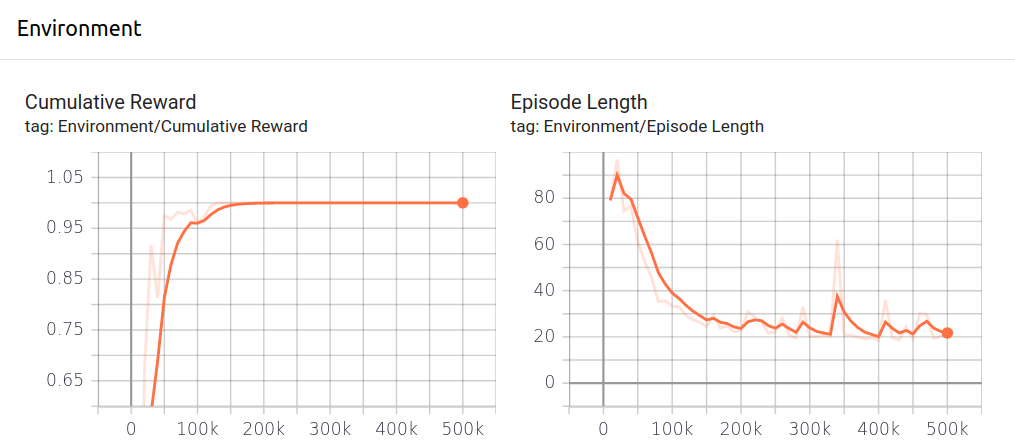 Environment
Cumulative Reward
tag: Environment/Cumulative Reward
1.05
0.95
0.85
0.75
0.65
0 100k 200k 300k 400k 500k
Episode Length
tag: Environment/Episode Length
80
60
40
20
0
0 100k 200k 300k 400k 500k